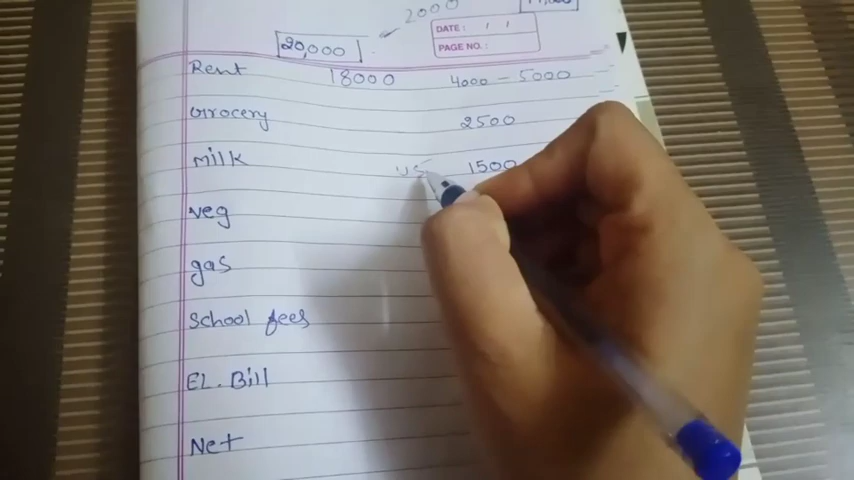 2000
20,000
DATE: / /
PAGE NO.:
Rent 18000 4000 - 5000
Grocery 2500
Milk 1500
veg
gas
School fees
EL. Bill
Net